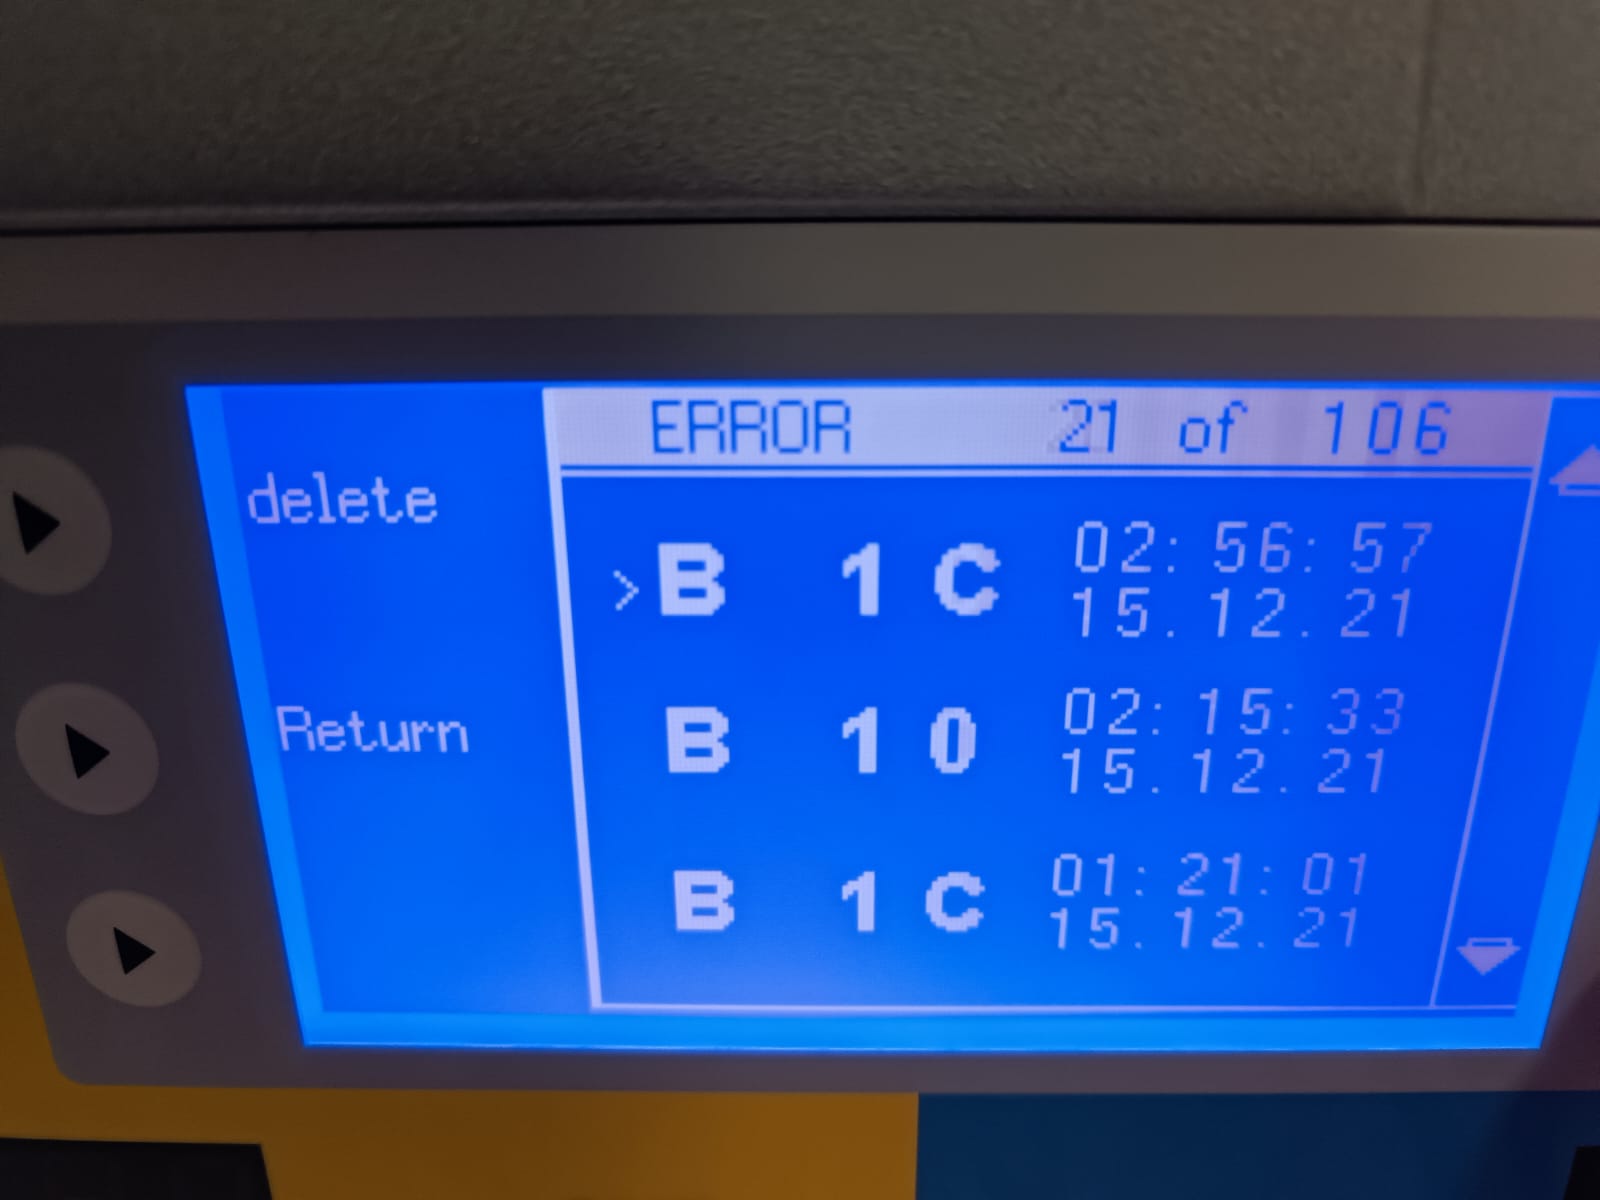 ERROR 21 of 106
delete
>B 1C 02:56:57
15.12.21
Return
B 10 02:15:33
15.12.21
B 1C 01:21:01
15.12.21